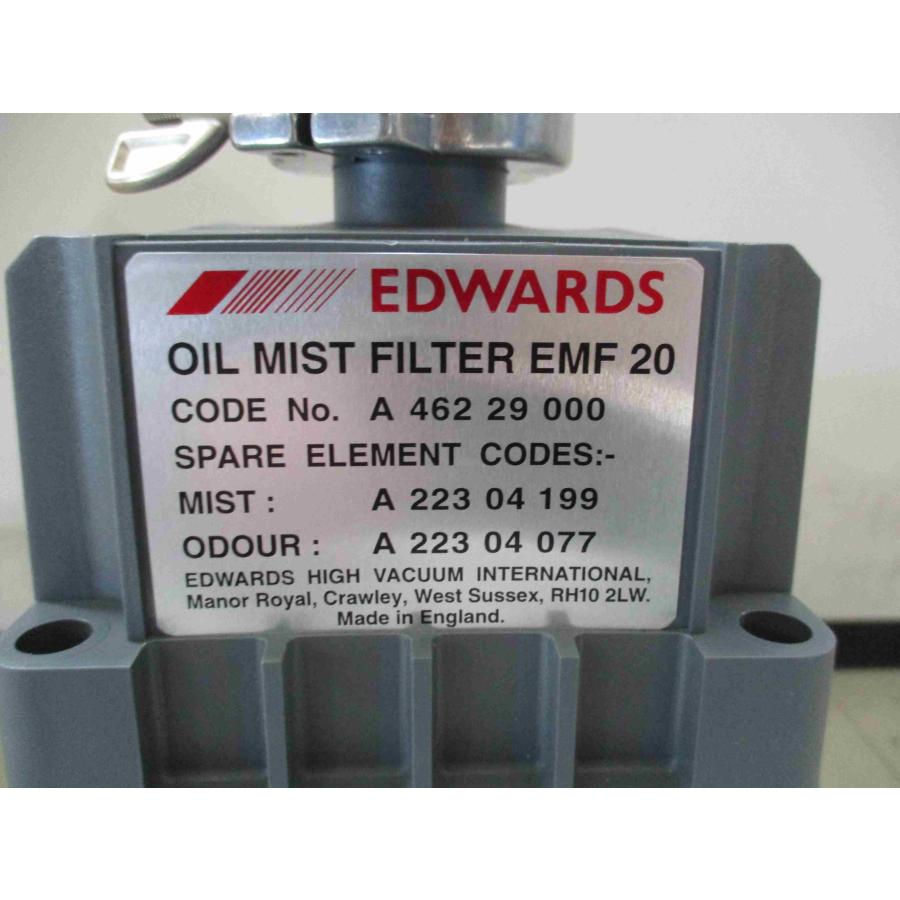 EDWARDS
OIL MIST FILTER EMF 20
CODE No. A 462 29 000
SPARE ELEMENT CODES:-
MIST : A 223 04 199
ODOUR : A 223 04 077
EDWARDS HIGH VACUUM INTERNATIONAL,
Manor Royal, Crawley, West Sussex, RH10 2LW.
Made in England.